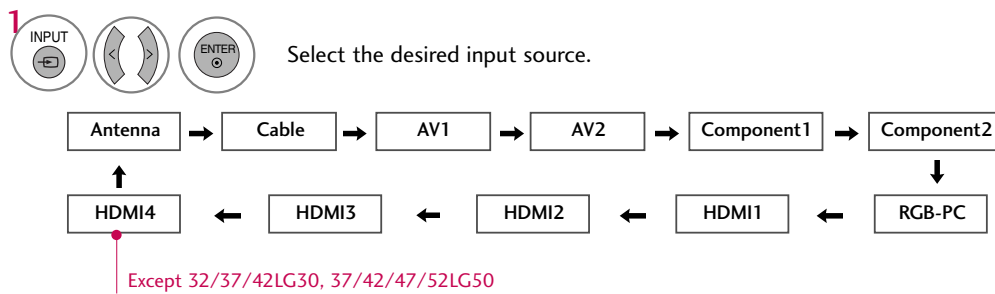 1
INPUT
ENTER
Select the desired input source.
Antenna Cable AV1 AV2 Component1 Component2
HDMI4 HDMI3 HDMI2 HDMI1 RGB-PC
Except 32/37/42LG30, 37/42/47/52LG50